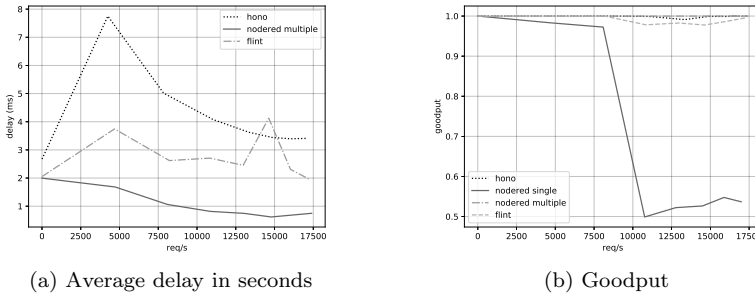 8
7
6
5
4
3
2
1
delay (ms)
hono
nodered multiple
flint
0 2500 5000 7500 10000 12500 15000 17500
req/s
(a) Average delay in seconds
1.0
0.9
0.8
0.7
0.6
0.5
goodput
hono
nodered single
nodered multiple
flint
0 2500 5000 7500 10000 12500 15000 1750
req/s
(b) Goodput